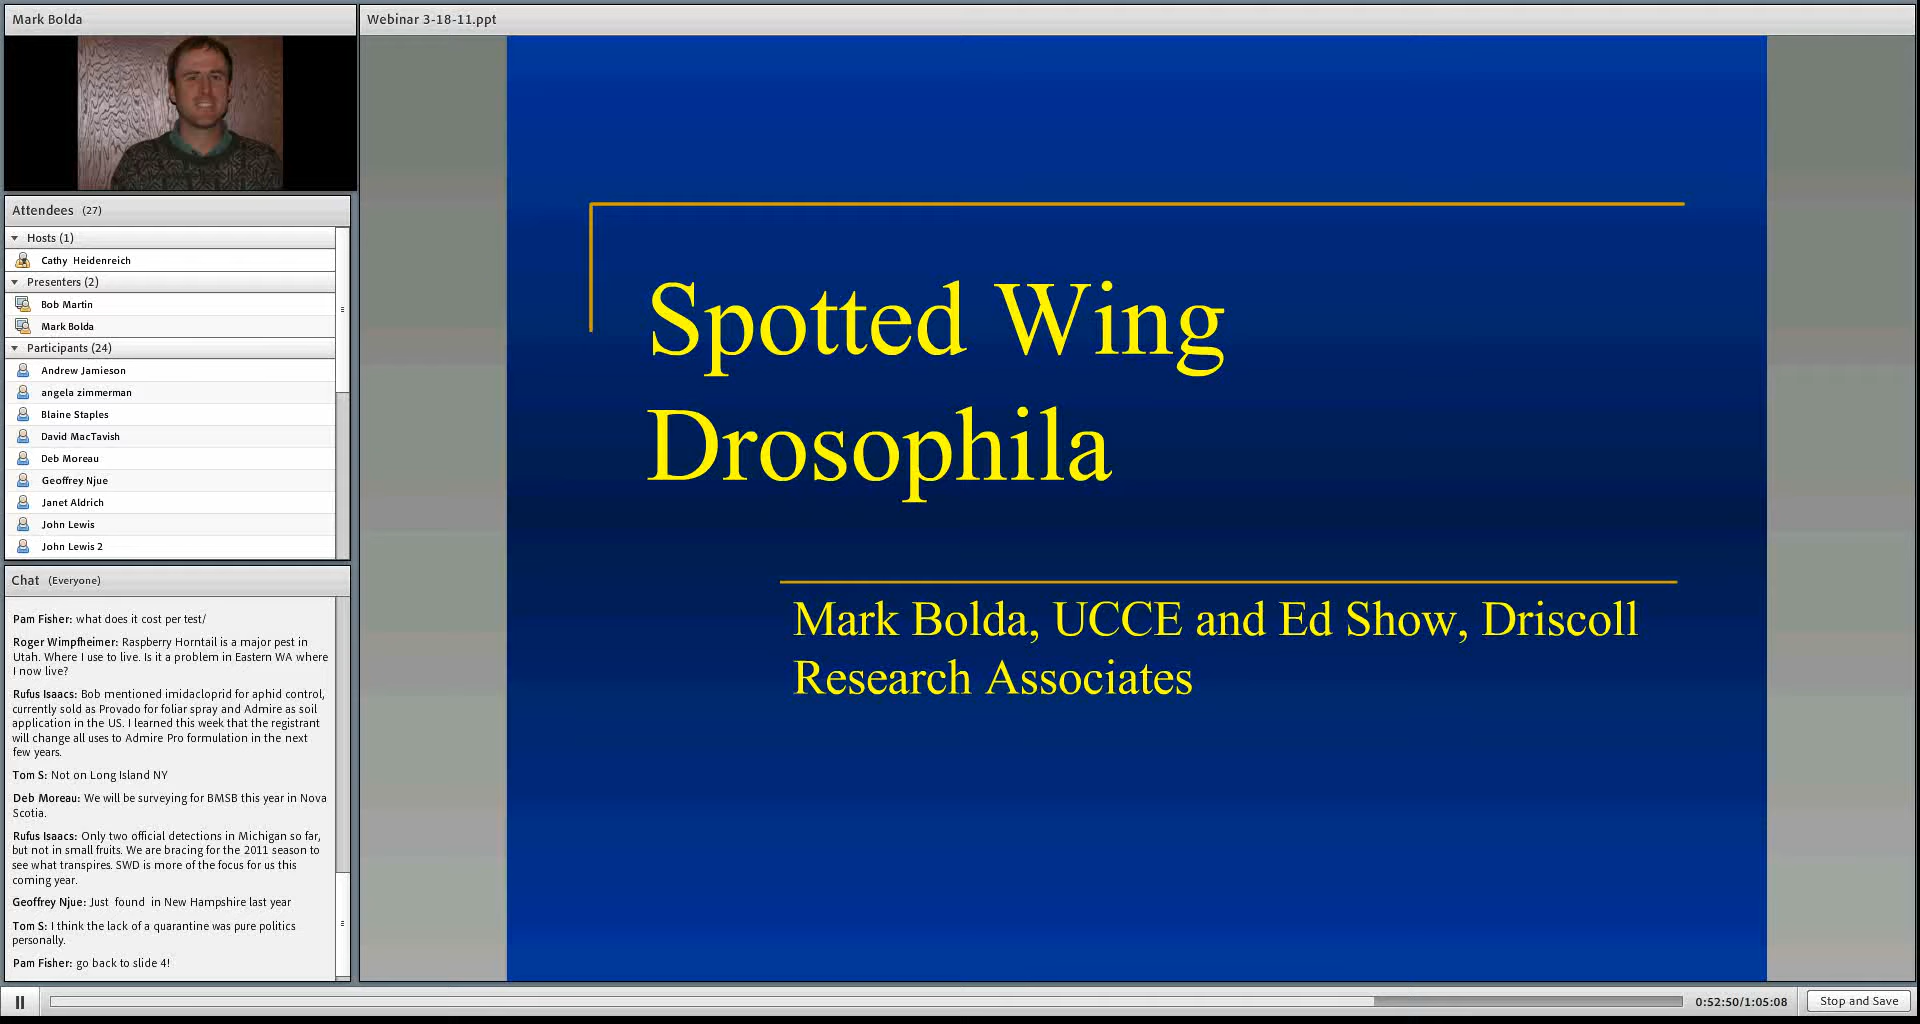 Mark Bolda
Webinar 3-18-11.ppt
Attendees (27)
Hosts (1)
Cathy Heidenreich
Presenters (2)
Bob Martin
Mark Bolda
Participants (24)
Andrew Jamieson
angela zimmerman
Blaine Staples
David MacTavish
Deb Moreau
Geoffrey Njue
Janet Aldrich
John Lewis
John Lewis 2
Chat (Everyone)
Pam Fisher: what does it cost per test/
Roger Wimpfheimer: Raspberry Horntail is a major pest in
Utah. Where I use to live. Is it a problem in Eastern WA where
I now live?
Rufus Isaacs: Bob mentioned imidacloprid for aphid control,
currently sold as Provado for foliar spray and Admire as soil
application in the US. I learned this week that the registrant
will change all uses to Admire Pro formulation in the next
few years.
Tom S: Not on Long Island NY
Deb Moreau: We will be surveying for BMSB this year in Nova
Scotia.
Rufus Isaacs: Only two official detections in Michigan so far,
but not in small fruits. We are bracing for the 2011 season to
see what transpires. SWD is more of the focus for us this
coming year.
Geoffrey Njue: Just found in New Hampshire last year
Tom S: I think the lack of a quarantine was pure politics
personally.
Pam Fisher: go back to slide 4!
Spotted Wing
Drosophila
Mark Bolda, UCCE and Ed Show, Driscoll
Research Associates
0:52:50/1:05:08
Stop and Save